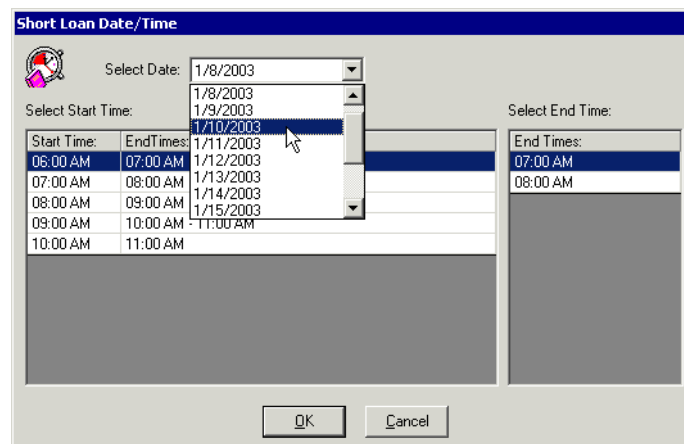 Short Loan Date/Time
Select Date: 1/8/2003
1/8/2003
1/9/2003
1/10/2003
1/11/2003
1/12/2003
1/13/2003
1/14/2003
1/15/2003
Select Start Time:
Start Time: EndTimes:
06:00 AM 07:00 AM
07:00 AM 08:00 AM
08:00 AM 09:00 AM
09:00 AM 10:00 AM - 11:00 AM
10:00 AM 11:00 AM
Select End Time:
End Times:
07:00 AM
08:00 AM
OK Cancel